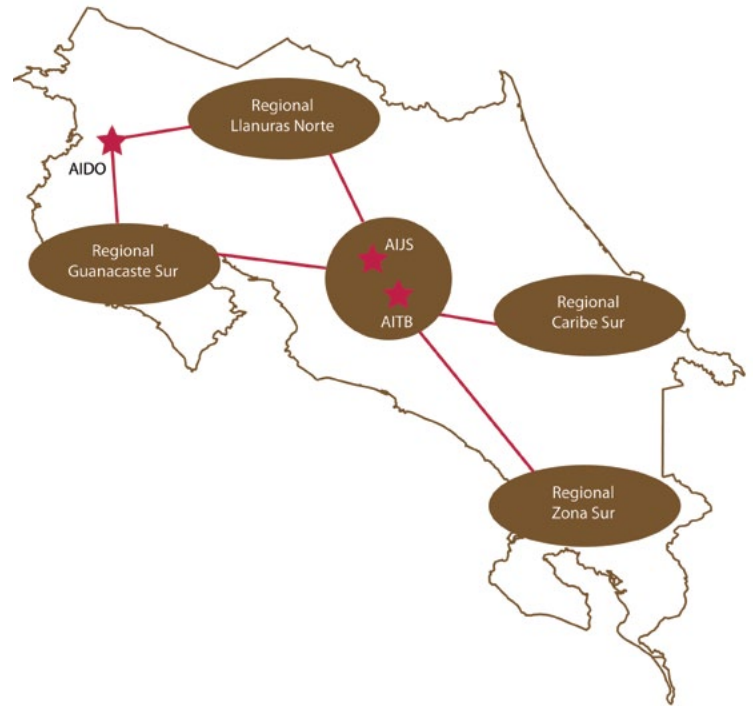 Regional
Llanuras Norte
AIDO
Regional
Guanacaste Sur
AIJS
AITB
Regional
Caribe Sur
Regional
Zona Sur